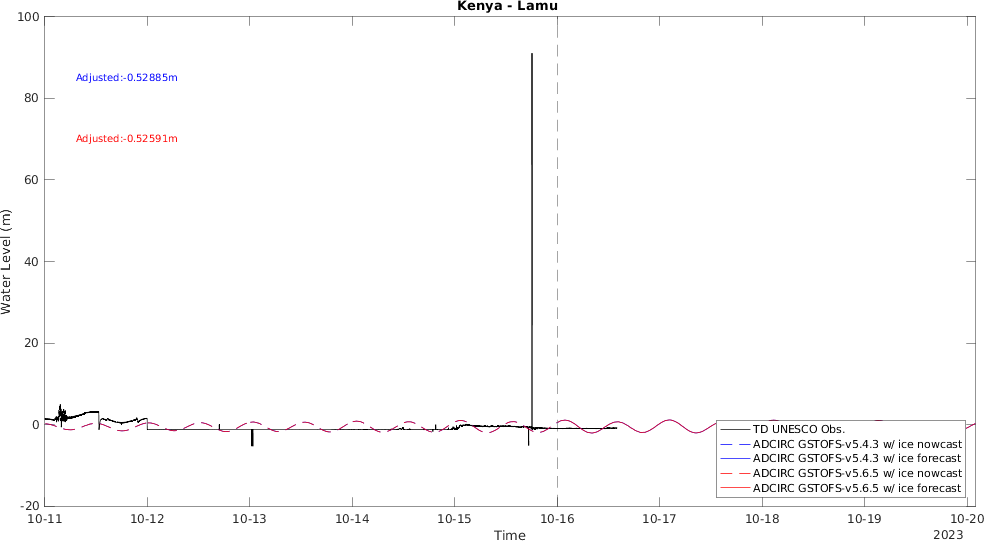 Kenya - Lamu
100
80
60
40
20
0
-20
Water Level (m)
Adjusted:-0.52885m
Adjusted:-0.52591m
TD UNESCO Obs.
ADCIRC GSTOFS-v5.4.3 w/ ice nowcast
ADCIRC GSTOFS-v5.4.3 w/ ice forecast
ADCIRC GSTOFS-v5.6.5 w/ ice nowcast
ADCIRC GSTOFS-v5.6.5 w/ ice forecast
10-11 10-12 10-13 10-14 10-15 10-16 10-17 10-18 10-19 10-20
Time
2023